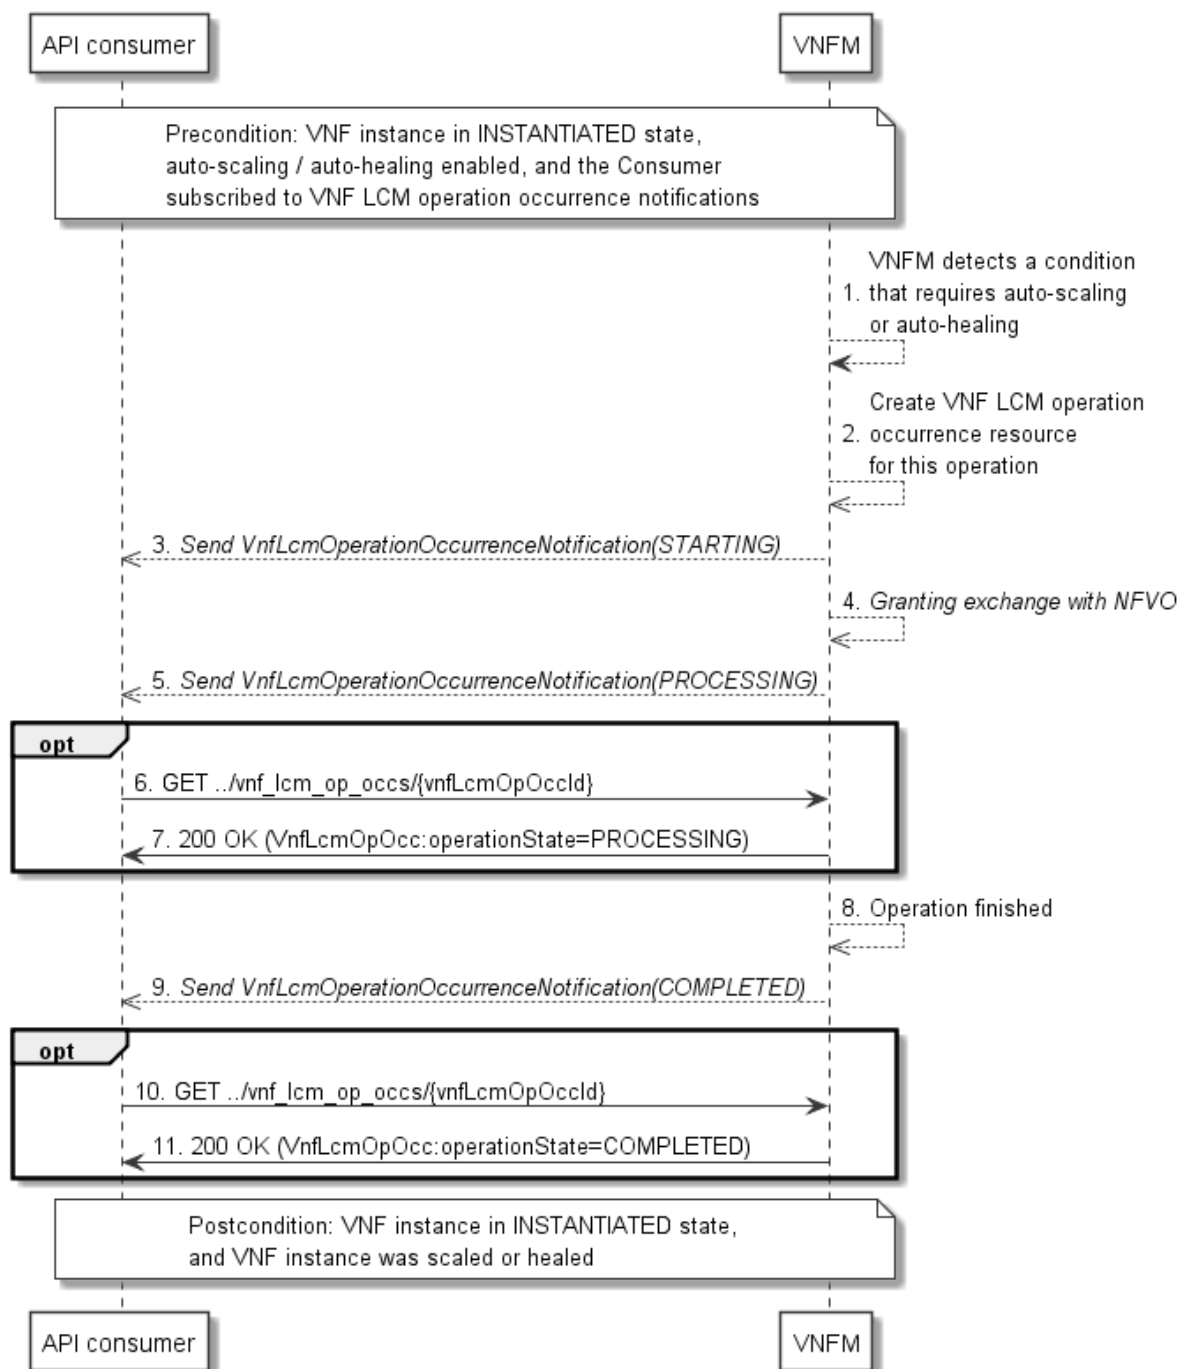 API consumer
VNFM
Precondition: VNF instance in INSTANTIATED state,
auto-scaling / auto-healing enabled, and the Consumer
subscribed to VNF LCM operation occurrence notifications
VNFM detects a condition
1. that requires auto-scaling
or auto-healing
Create VNF LCM operation
2. occurrence resource
for this operation
3. Send VnfLcmOperationOccurrenceNotification(STARTING)
4. Granting exchange with NFVO
5. Send VnfLcmOperationOccurrenceNotification(PROCESSING)
opt
6. GET ../vnf_lcm_op_occs/{vnfLcmOpOccId}
7. 200 OK (VnfLcmOpOcc:operationState=PROCESSING)
8. Operation finished
9. Send VnfLcmOperationOccurrenceNotification(COMPLETED)
opt
10. GET ../vnf_lcm_op_occs/{vnfLcmOpOccId}
11. 200 OK (VnfLcmOpOcc:operationState=COMPLETED)
Postcondition: VNF instance in INSTANTIATED state,
and VNF instance was scaled or healed
API consumer
VNFM